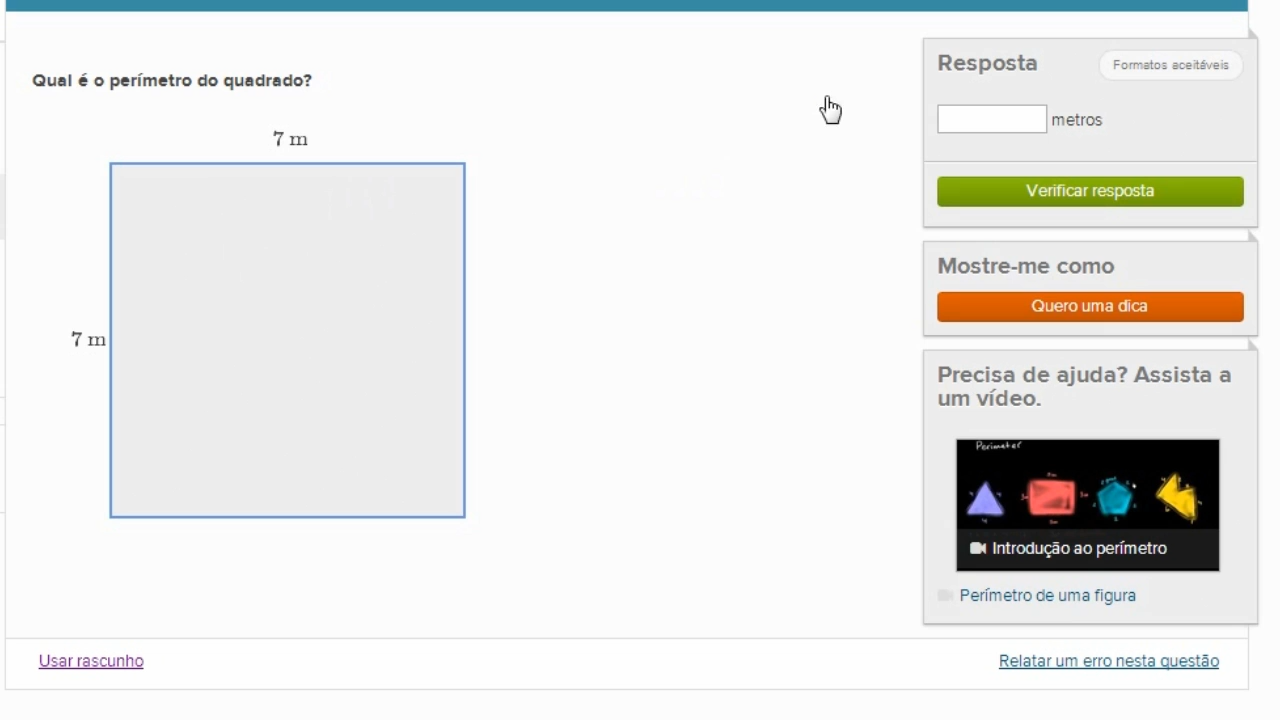 Qual é o perímetro do quadrado?
7 m
7 m
Usar rascunho
Resposta
Formatos aceitáveis
metros
Verificar resposta
Mostre-me como
Quero uma dica
Precisa de ajuda? Assista a
um vídeo.
Perimeter
Introdução ao perímetro
Perímetro de uma figura
Relatar um erro nesta questão